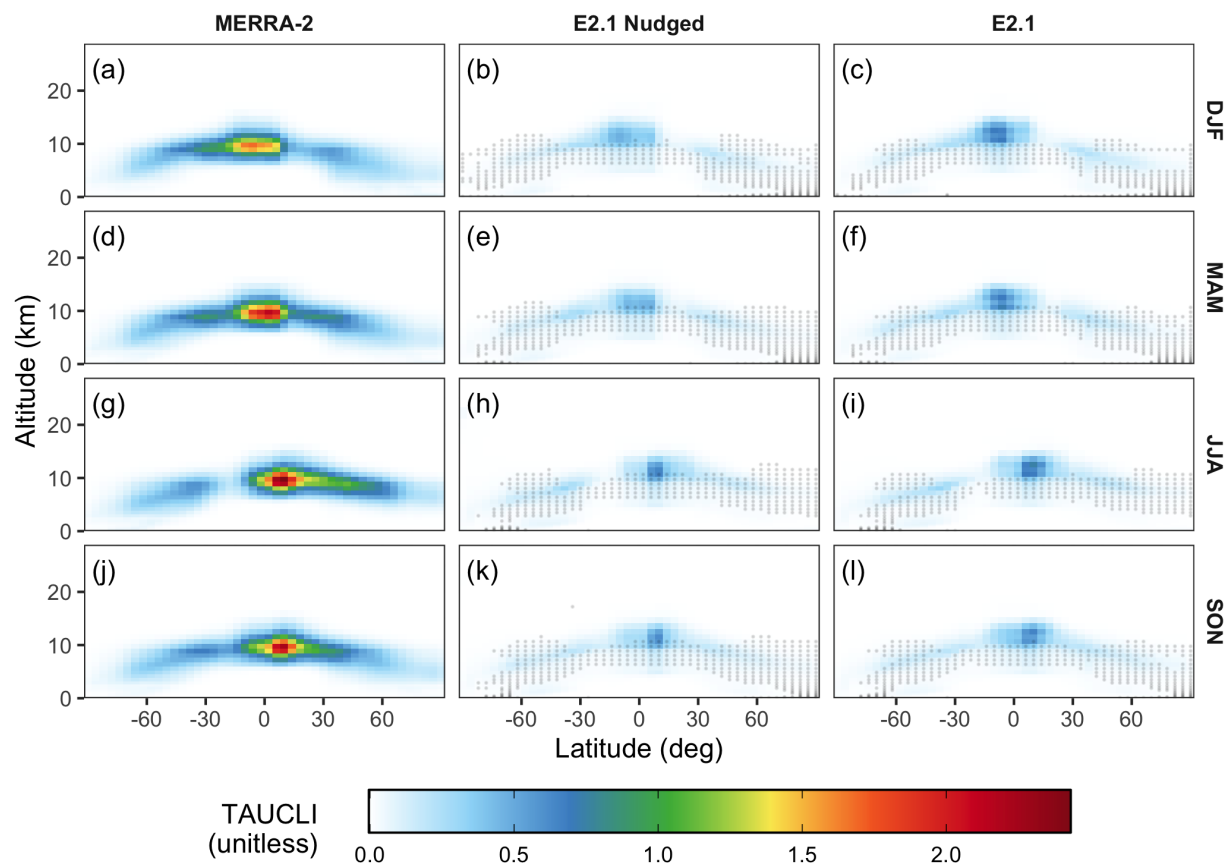 MERRA-2 E2.1 Nudged E2.1
(a) (b) (c) DJF
20
10
0
(d) (e) (f) MAM
20
10
0
(g) (h) (i) JJA
20
10
0
(j) (k) (l) SON
20
10
0
Altitude (km)
-60 -30 0 30 60 -60 -30 0 30 60 -60 -30 0 30 60
Latitude (deg)
TAUCLI
(unitless)
0.0 0.5 1.0 1.5 2.0